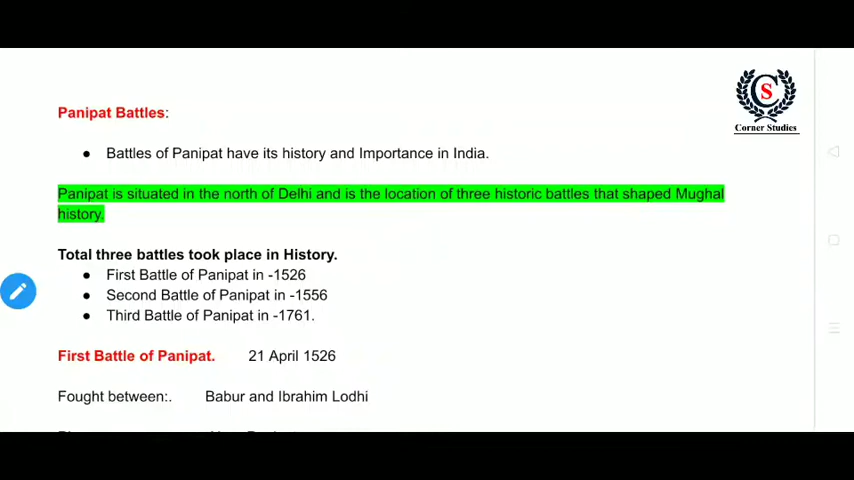 CS
Corner Studies
Panipat Battles:
● Battles of Panipat have its history and Importance in India.
Panipat is situated in the north of Delhi and is the location of three historic battles that shaped Mughal
history.
Total three battles took place in History.
● First Battle of Panipat in -1526
● Second Battle of Panipat in -1556
● Third Battle of Panipat in -1761.
First Battle of Panipat. 21 April 1526
Fought between:. Babur and Ibrahim Lodhi